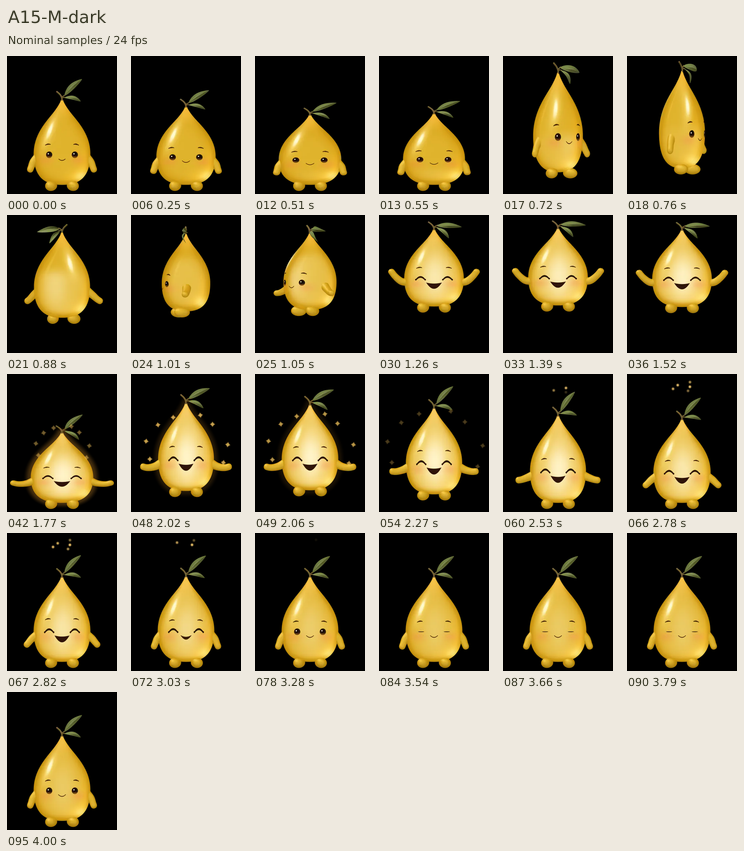 A15-M-dark
Nominal samples / 24 fps
000 0.00 s
006 0.25 s
012 0.51 s
013 0.55 s
017 0.72 s
018 0.76 s
021 0.88 s
024 1.01 s
025 1.05 s
030 1.26 s
033 1.39 s
036 1.52 s
042 1.77 s
048 2.02 s
049 2.06 s
054 2.27 s
060 2.53 s
066 2.78 s
067 2.82 s
072 3.03 s
078 3.28 s
084 3.54 s
087 3.66 s
090 3.79 s
095 4.00 s